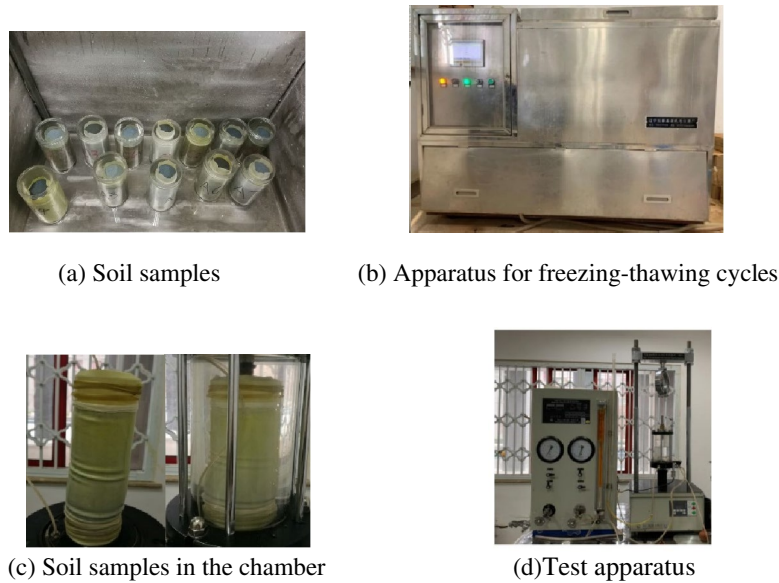 (a) Soil samples
(b) Apparatus for freezing-thawing cycles
(c) Soil samples in the chamber
(d)Test apparatus